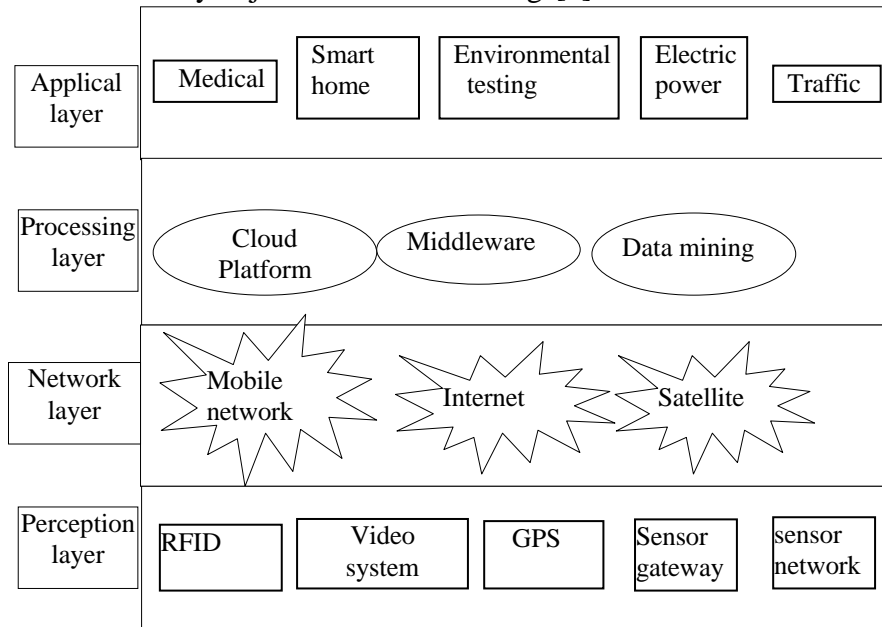 Applical
layer
Medical
Smart
home
Environmental
testing
Electric
power
Traffic
Processing
layer
Cloud
Platform
Middleware
Data mining
Network
layer
Mobile
network
Internet
Satellite
Perception
layer
RFID
Video
system
GPS
Sensor
gateway
sensor
network